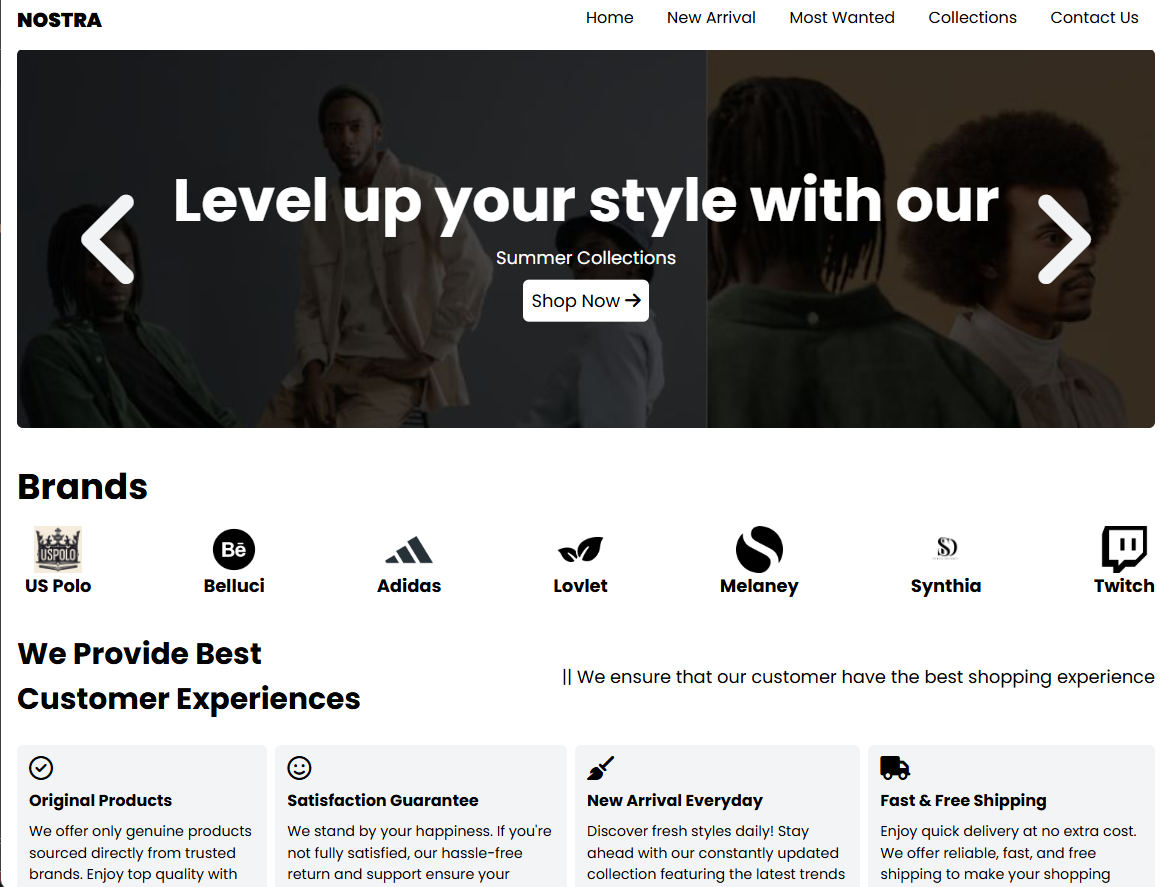 NOSTRA
Home New Arrival Most Wanted Collections Contact Us
Level up your style with our
Summer Collections
Shop Now →
Brands
USPOLO
Bē
SD
US Polo
Belluci
Adidas
Lovlet
Melaney
Synthia
Twitch
We Provide Best
Customer Experiences
|| We ensure that our customer have the best shopping experience
Original Products
We offer only genuine products
sourced directly from trusted
brands. Enjoy top quality with
Satisfaction Guarantee
We stand by your happiness. If you're
not fully satisfied, our hassle-free
return and support ensure your
New Arrival Everyday
Discover fresh styles daily! Stay
ahead with our constantly updated
collection featuring the latest trends
Fast & Free Shipping
Enjoy quick delivery at no extra cost.
We offer reliable, fast, and free
shipping to make your shopping